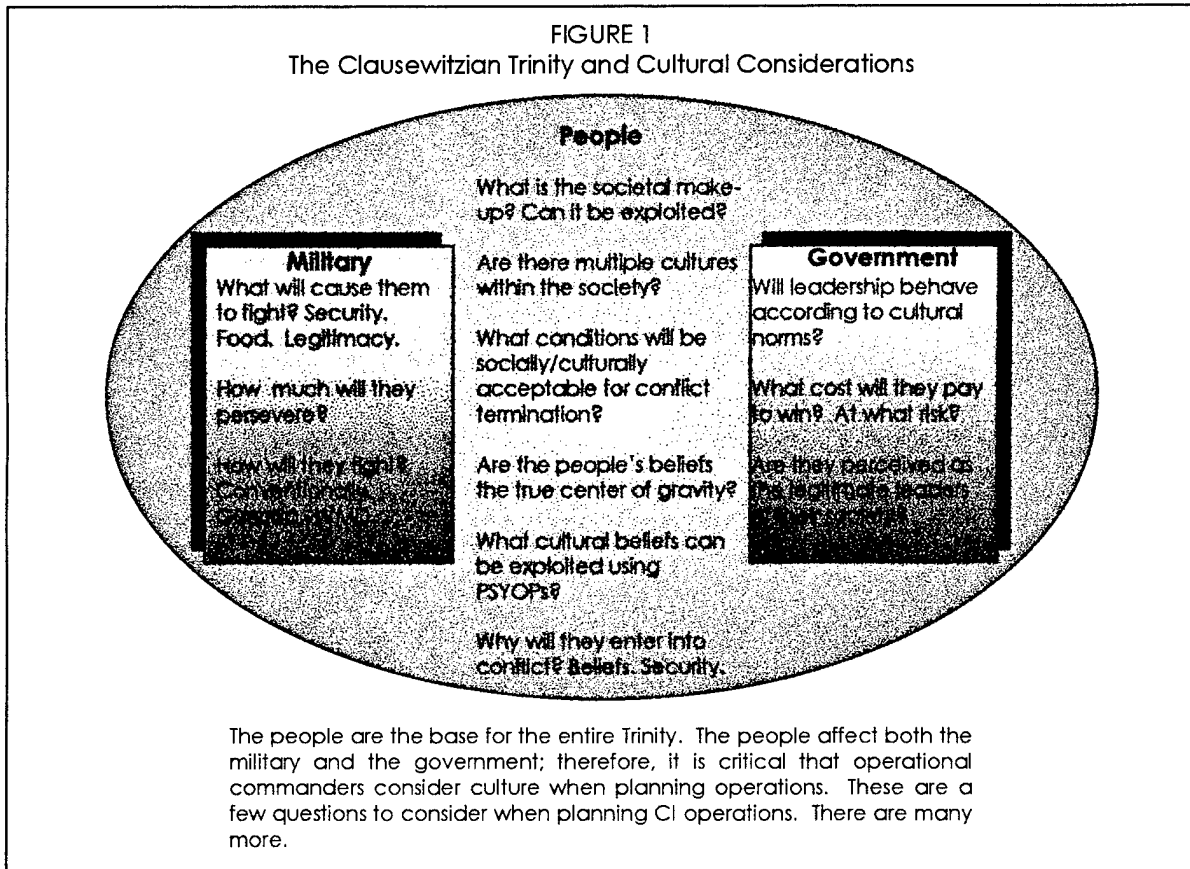 FIGURE 1
The Clausewitzian Trinity and Cultural Considerations
People
What is the societal make-
up? Can it be exploited?
Are there multiple cultures
within the society?
What conditions will be
socially/culturally
acceptable for conflict
termination?
Are the people's beliefs
the true center of gravity?
What cultural beliefs can
be exploited using
PSYOPs?
Why will they enter into
conflict? Beliefs. Security.
Military
What will cause them
to fight? Security.
Food. Legitimacy.
How much will they
persevere?
How will they fight?
Conventionally,
Government
Will leadership behave
according to cultural
norms?
What cost will they pay
to win? At what risk?
Are they perceived as
the legitimate leaders
The people are the base for the entire Trinity. The people affect both the
military and the government; therefore, it is critical that operational
commanders consider culture when planning operations. These are a
few questions to consider when planning CI operations. There are many
more.